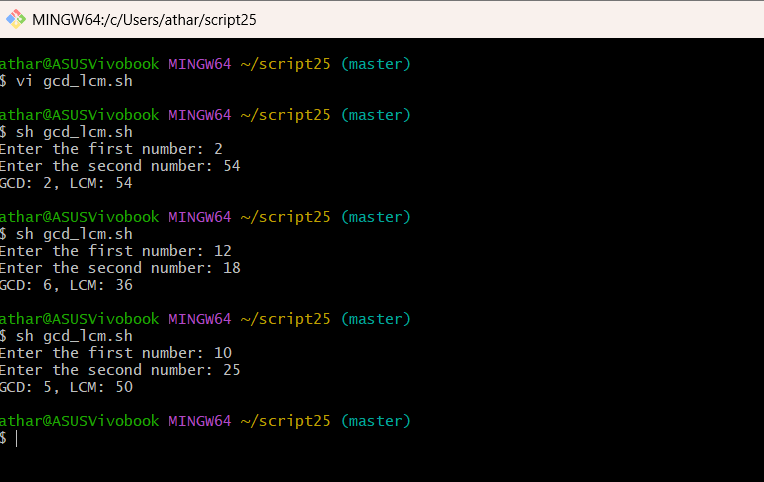 MINGW64:/c/Users/athar/script25
athar@ASUSVivobook MINGW64 ~/script25 (master)
$ vi gcd_lcm.sh
athar@ASUSVivobook MINGW64 ~/script25 (master)
$ sh gcd_lcm.sh
Enter the first number: 2
Enter the second number: 54
GCD: 2, LCM: 54
athar@ASUSVivobook MINGW64 ~/script25 (master)
$ sh gcd_lcm.sh
Enter the first number: 12
Enter the second number: 18
GCD: 6, LCM: 36
athar@ASUSVivobook MINGW64 ~/script25 (master)
$ sh gcd_lcm.sh
Enter the first number: 10
Enter the second number: 25
GCD: 5, LCM: 50
athar@ASUSVivobook MINGW64 ~/script25 (master)
$